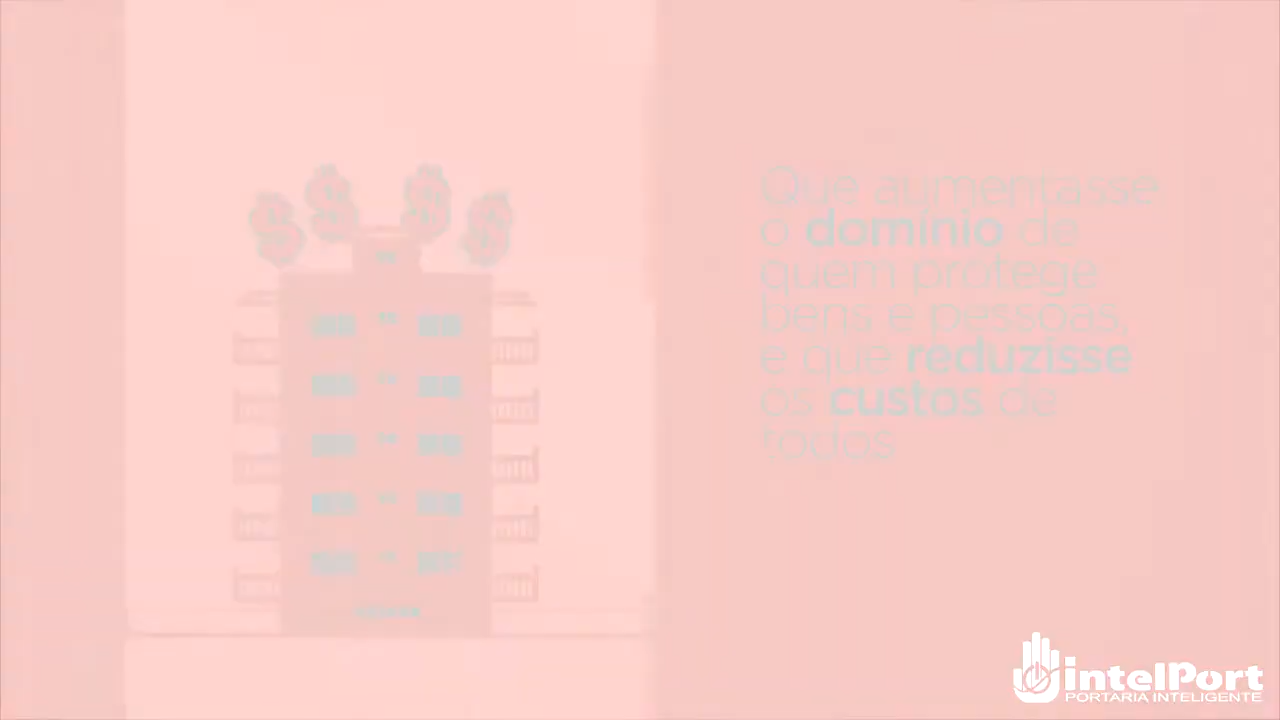 Que aumentasse
o domínio de
quem protege
bens e pessoas,
e que reduzisse
os custos de
todos
$ $ $ $
intelPort
PORTARIA INTELIGENTE